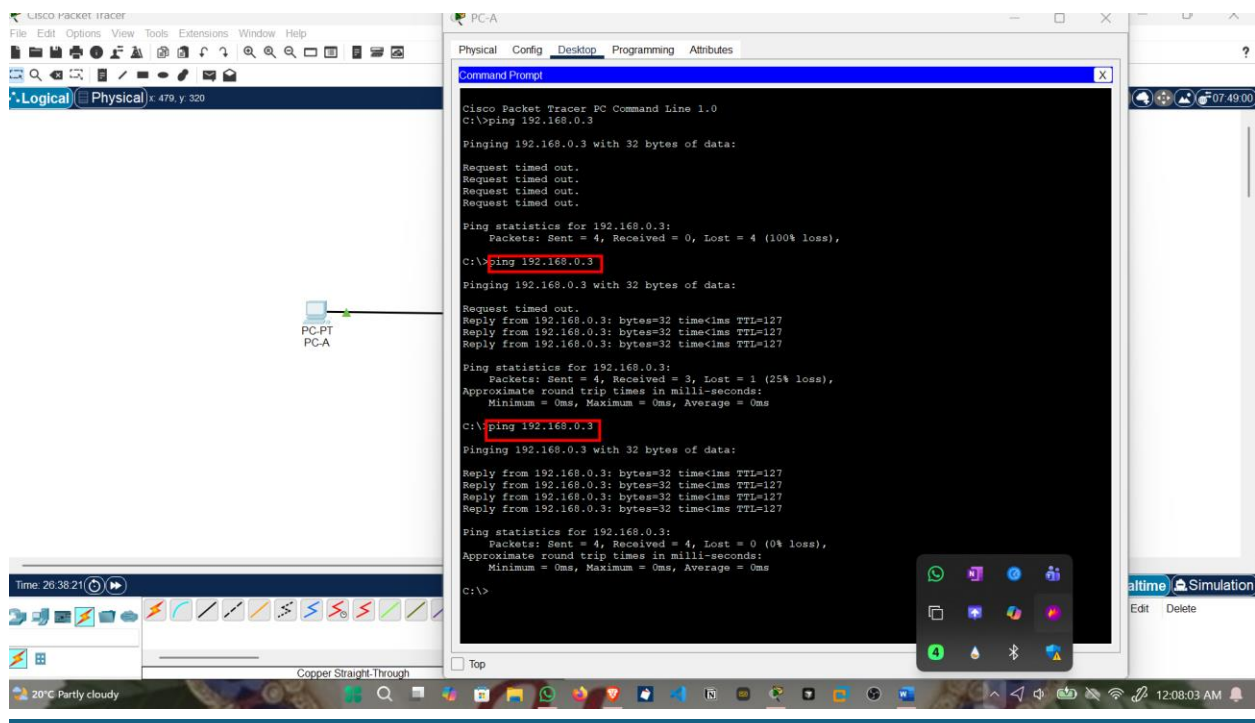 Cisco Packet Tracer
File Edit Options View Tools Extensions Window Help
Logical Physical x: 479, y: 320
07:49:00
PC-PT
PC-A
Time: 26:38:21
Copper Straight-Through
PC-A
Physical Config Desktop Programming Attributes
?
Command Prompt X
Cisco Packet Tracer PC Command Line 1.0
C:\>ping 192.168.0.3
Pinging 192.168.0.3 with 32 bytes of data:
Request timed out.
Request timed out.
Request timed out.
Request timed out.
Ping statistics for 192.168.0.3:
Packets: Sent = 4, Received = 0, Lost = 4 (100% loss),
C:\>ping 192.168.0.3
Pinging 192.168.0.3 with 32 bytes of data:
Request timed out.
Reply from 192.168.0.3: bytes=32 time<1ms TTL=127
Reply from 192.168.0.3: bytes=32 time<1ms TTL=127
Reply from 192.168.0.3: bytes=32 time<1ms TTL=127
Ping statistics for 192.168.0.3:
Packets: Sent = 4, Received = 3, Lost = 1 (25% loss),
Approximate round trip times in milli-seconds:
Minimum = 0ms, Maximum = 0ms, Average = 0ms
C:\>ping 192.168.0.3
Pinging 192.168.0.3 with 32 bytes of data:
Reply from 192.168.0.3: bytes=32 time<1ms TTL=127
Reply from 192.168.0.3: bytes=32 time<1ms TTL=127
Reply from 192.168.0.3: bytes=32 time<1ms TTL=127
Reply from 192.168.0.3: bytes=32 time<1ms TTL=127
Ping statistics for 192.168.0.3:
Packets: Sent = 4, Received = 4, Lost = 0 (0% loss),
Approximate round trip times in milli-seconds:
Minimum = 0ms, Maximum = 0ms, Average = 0ms
C:\>
Top
4
altime Simulation
Edit Delete
20°C Partly cloudy
12:08:03 AM